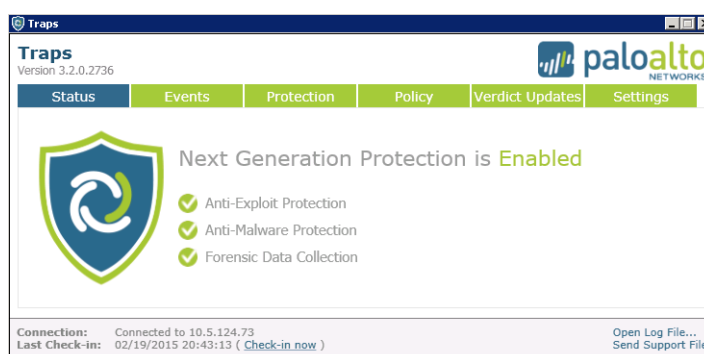 Traps
Traps
Version 3.2.0.2736
paloalto
NETWORKS
Status Events Protection Policy Verdict Updates Settings
Next Generation Protection is Enabled
Anti-Exploit Protection
Anti-Malware Protection
Forensic Data Collection
Connection: Connected to 10.5.124.73
Last Check-in: 02/19/2015 20:43:13 ( Check-in now )
Open Log File...
Send Support File